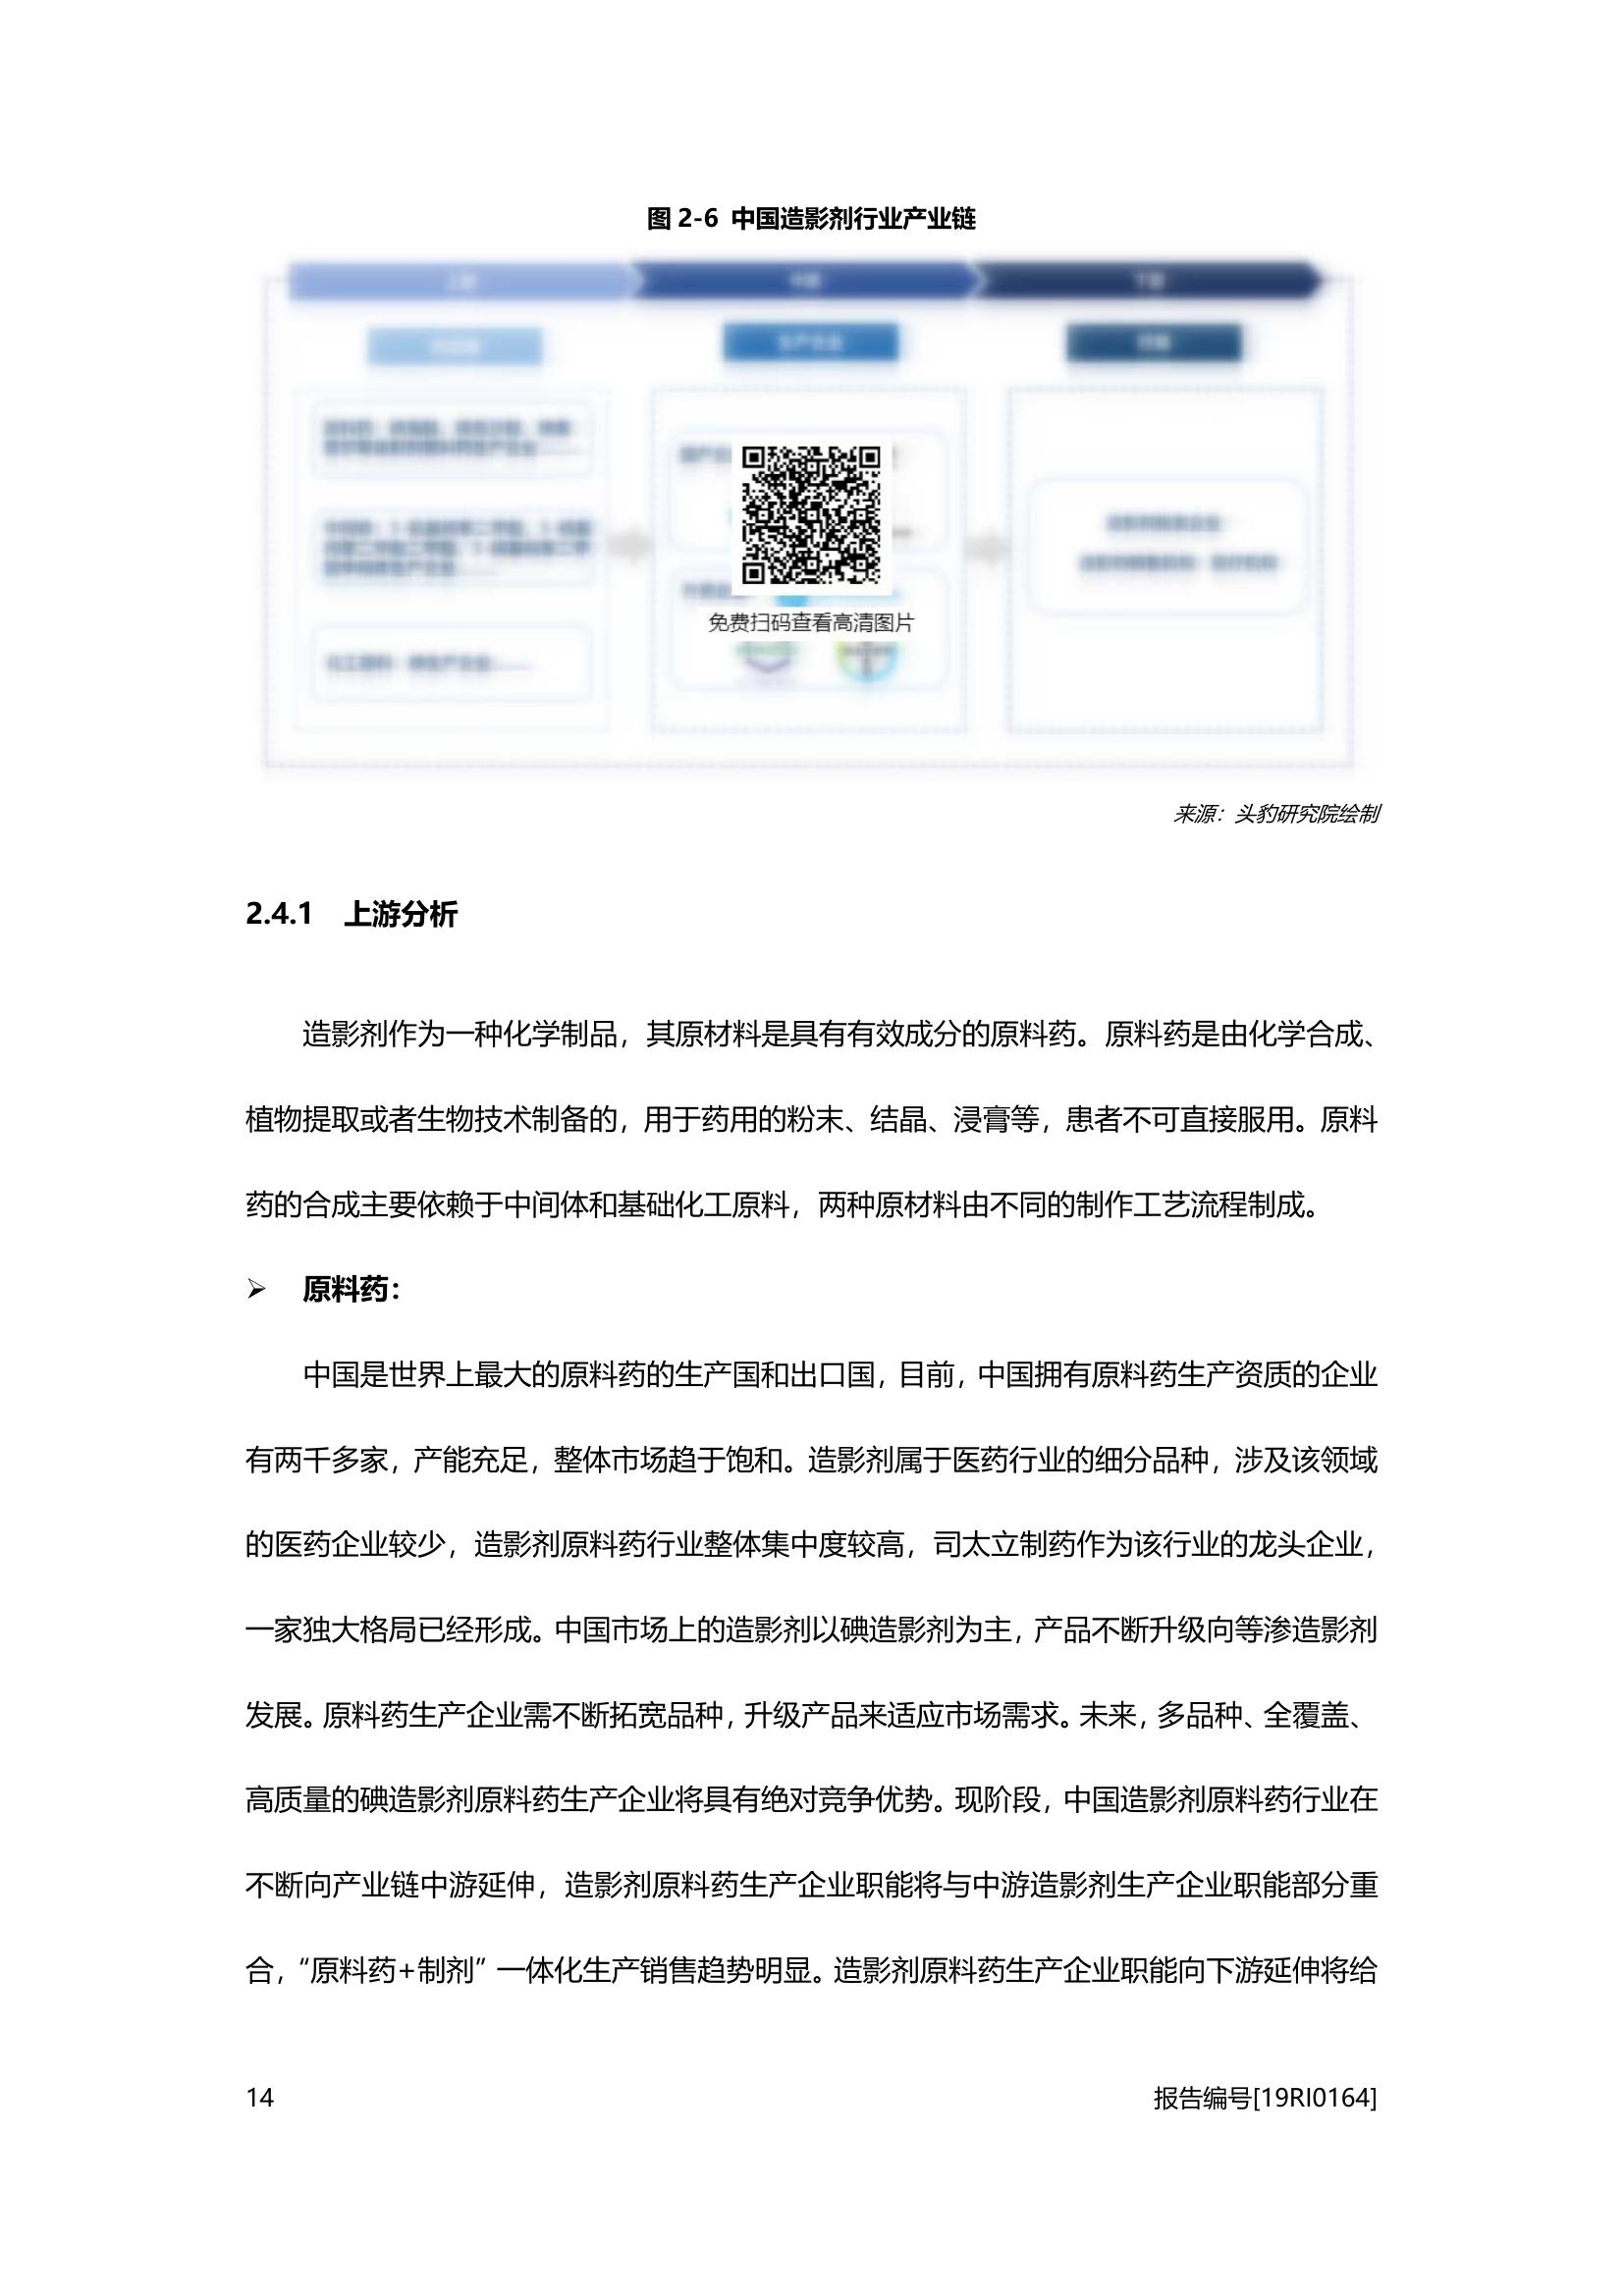 图 2-6 中国造影剂行业产业链
生产企业
免费扫码查看高清图片
来源：头豹研究院绘制
2.4.1 上游分析
造影剂作为一种化学制品，其原材料是具有有效成分的原料药。原料药是由化学合成、
植物提取或者生物技术制备的，用于药用的粉末、结晶、浸膏等，患者不可直接服用。原料
药的合成主要依赖于中间体和基础化工原料，两种原材料由不同的制作工艺流程制成。
➢ 原料药：
中国是世界上最大的原料药的生产国和出口国，目前，中国拥有原料药生产资质的企业
有两千多家，产能充足，整体市场趋于饱和。造影剂属于医药行业的细分品种，涉及该领域
的医药企业较少，造影剂原料药行业整体集中度较高，司太立制药作为该行业的龙头企业，
一家独大格局已经形成。中国市场上的造影剂以碘造影剂为主，产品不断升级向等渗造影剂
发展。原料药生产企业需不断拓宽品种，升级产品来适应市场需求。未来，多品种、全覆盖、
高质量的碘造影剂原料药生产企业将具有绝对竞争优势。现阶段，中国造影剂原料药行业在
不断向产业链中游延伸，造影剂原料药生产企业职能将与中游造影剂生产企业职能部分重
合，“原料药+制剂”一体化生产销售趋势明显。造影剂原料药生产企业职能向下游延伸将给
14
报告编号[19RI0164]